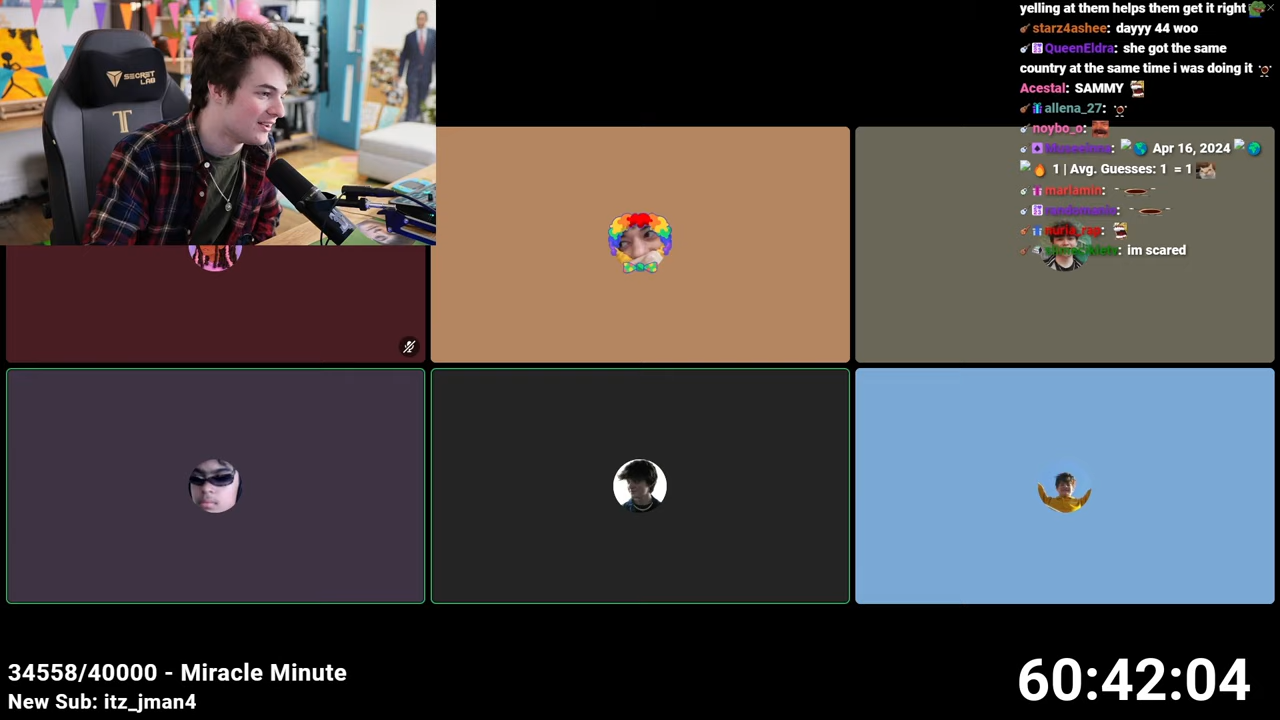 yelling at them helps them get it right
starz4ashee: dayyy 44 woo
QueenEldra: she got the same
country at the same time i was doing it
Acestal: SAMMY
allena_27:
noybo_o:
Apr 16, 2024
1 | Avg. Guesses: 1 = 1
marlamin:
im scared
SECRET
LAB
34558/40000 - Miracle Minute
New Sub: itz_jman4
60:42:04